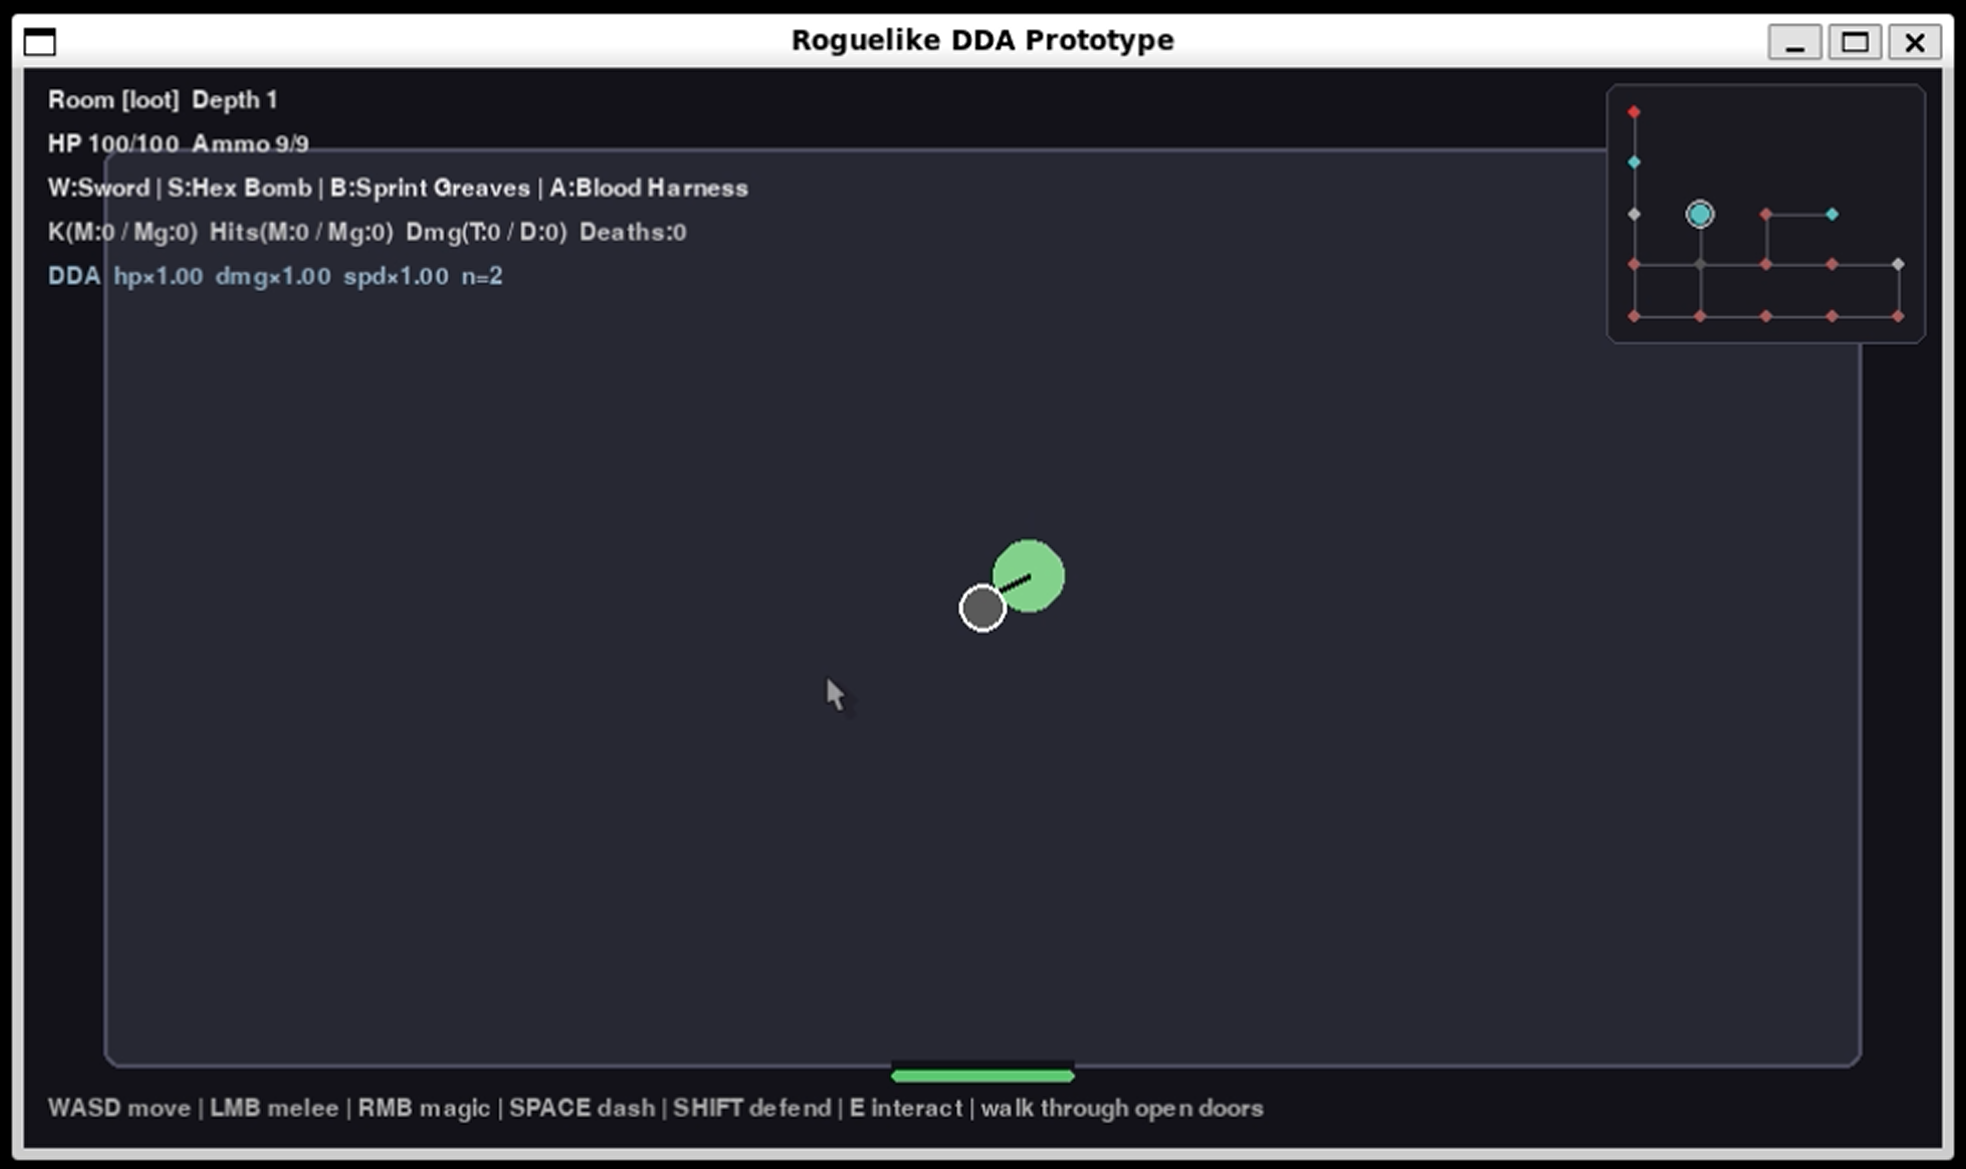 Roguelike DDA Prototype
Room [loot] Depth 1
HP 100/100 Ammo 9/9
W:Sword | S:Hex Bomb | B:Sprint Greaves | A:Blood Harness
K(M:0 / Mg:0) Hits(M:0 / Mg:0) Dmg(T:0 / D:0) Deaths:0
DDA hp×1.00 dmg×1.00 spd×1.00 n=2
WASD move | LMB melee | RMB magic | SPACE dash | SHIFT defend | E interact | walk through open doors